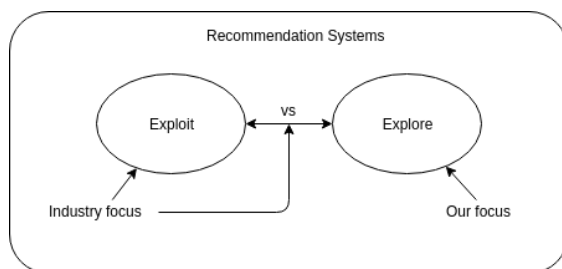 Recommendation Systems
vs
Exploit
Explore
Industry focus
Our focus